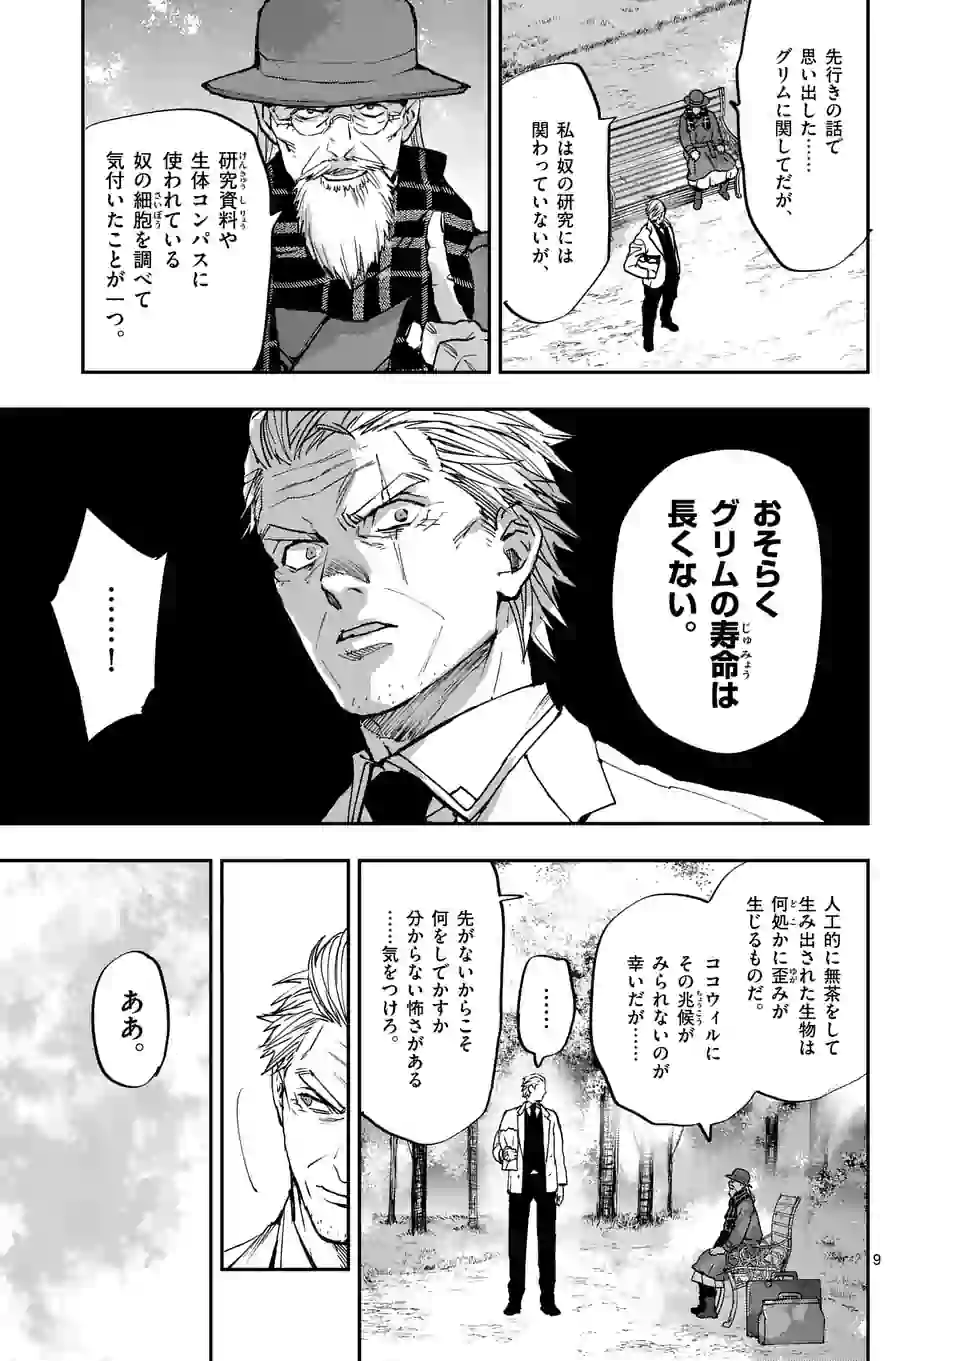 先行きの話で
思い出した……
グリムに関してだが、
私は奴の研究には
関わっていないが、
研究資料や
生体コンパスに
使われている
奴の細胞を調べて
気付いたことが一つ。
おそらく
グリムの寿命は
長くない。
……！
人工的に無茶をして
生み出された生物は
何処かに歪みが
生じるものだ。
ココウィルに
その兆候が
みられないのが
幸いだが……
……
先がないからこそ
何をしでかすか
分からない怖さがある
……気をつけろ。
ああ。
9